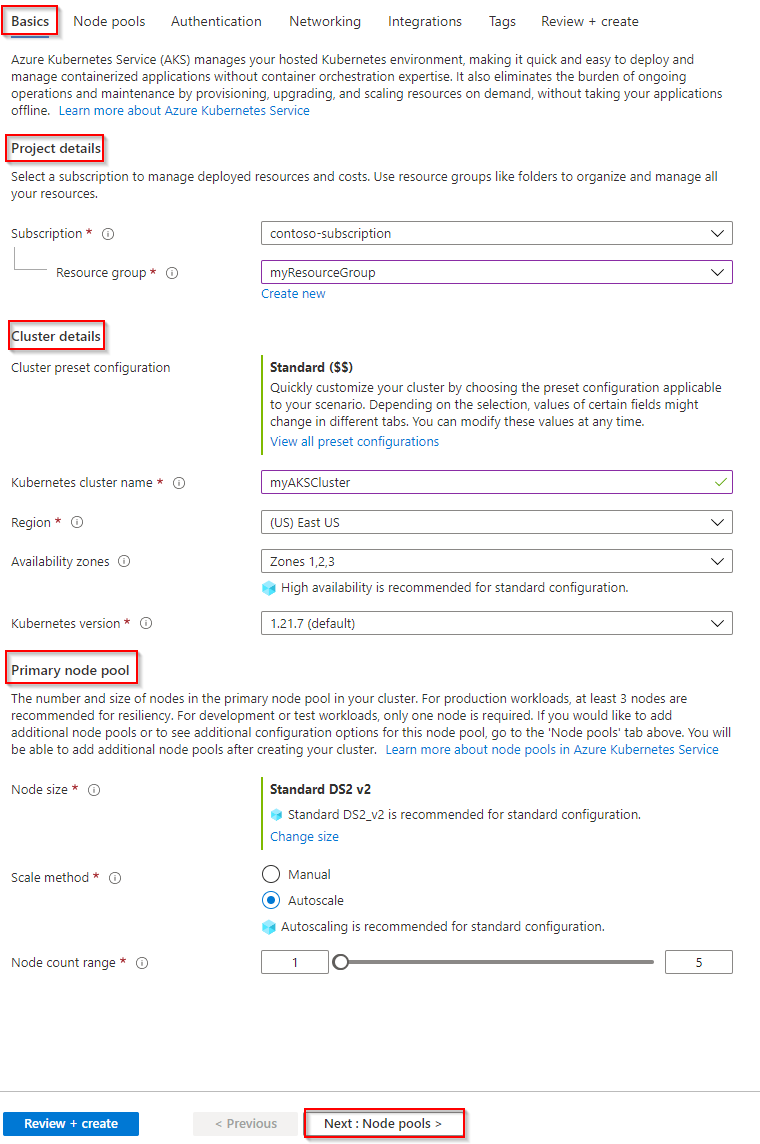 Basics Node pools Authentication Networking Integrations Tags Review + create
Azure Kubernetes Service (AKS) manages your hosted Kubernetes environment, making it quick and easy to deploy and
manage containerized applications without container orchestration expertise. It also eliminates the burden of ongoing
operations and maintenance by provisioning, upgrading, and scaling resources on demand, without taking your applications
offline. Learn more about Azure Kubernetes Service
Project details
Select a subscription to manage deployed resources and costs. Use resource groups like folders to organize and manage all
your resources.
Subscription * contoso-subscription
Resource group * myResourceGroup
Create new
Cluster details
Cluster preset configuration Standard ($$)
Quickly customize your cluster by choosing the preset configuration applicable
to your scenario. Depending on the selection, values of certain fields might
change in different tabs. You can modify these values at any time.
View all preset configurations
Kubernetes cluster name * myAKSCluster
Region * (US) East US
Availability zones Zones 1,2,3
High availability is recommended for standard configuration.
Kubernetes version * 1.21.7 (default)
Primary node pool
The number and size of nodes in the primary node pool in your cluster. For production workloads, at least 3 nodes are
recommended for resiliency. For development or test workloads, only one node is required. If you would like to add
additional node pools or to see additional configuration options for this node pool, go to the 'Node pools' tab above. You will
be able to add additional node pools after creating your cluster. Learn more about node pools in Azure Kubernetes Service
Node size * Standard DS2 v2
Standard DS2_v2 is recommended for standard configuration.
Change size
Scale method * Manual
Autoscale
Autoscaling is recommended for standard configuration.
Node count range * 1 5
Review + create < Previous Next : Node pools >